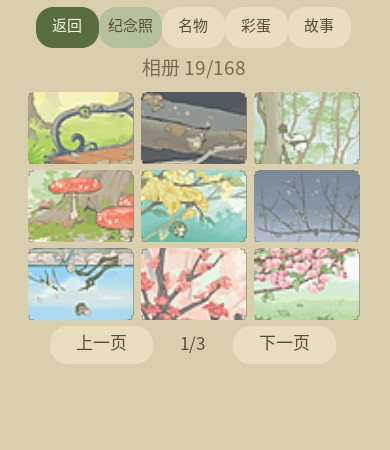 返回 纪念照 名物 彩蛋 故事
相册 19/168
上一页 1/3 下一页